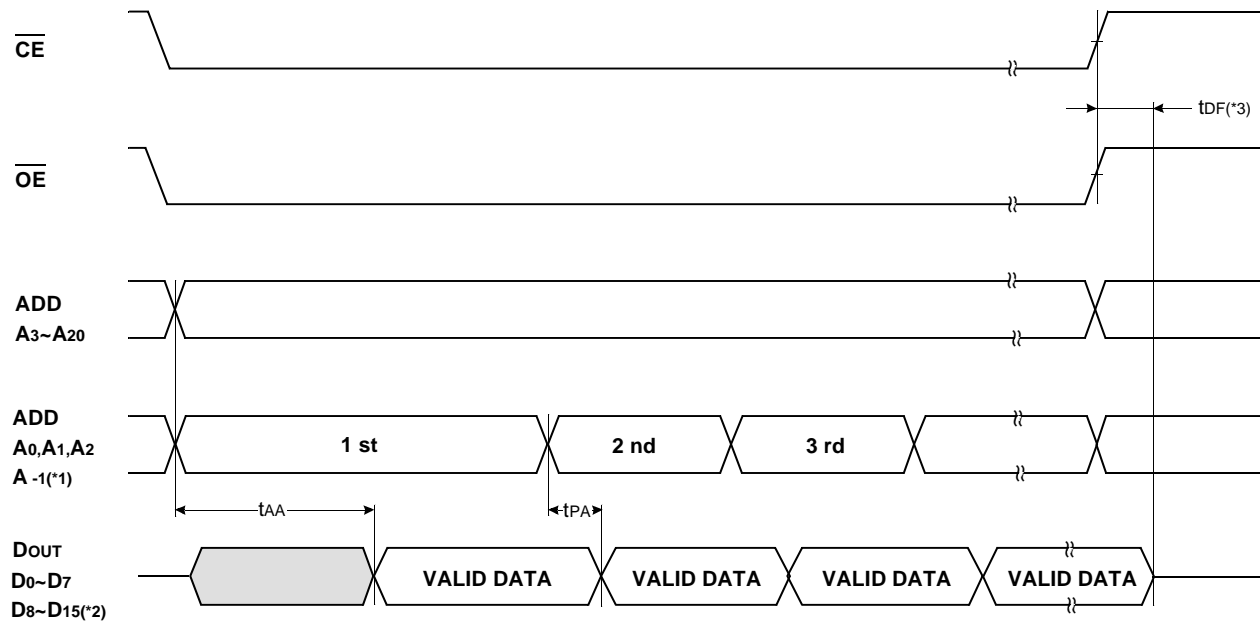 CE
tDF(*3)
OE
ADD
A3~A20
ADD
A0,A1,A2
A -1(*1)
1 st
2 nd
3 rd
tAA
tPA
DOUT
D0~D7
D8~D15(*2)
VALID DATA
VALID DATA
VALID DATA
VALID DATA